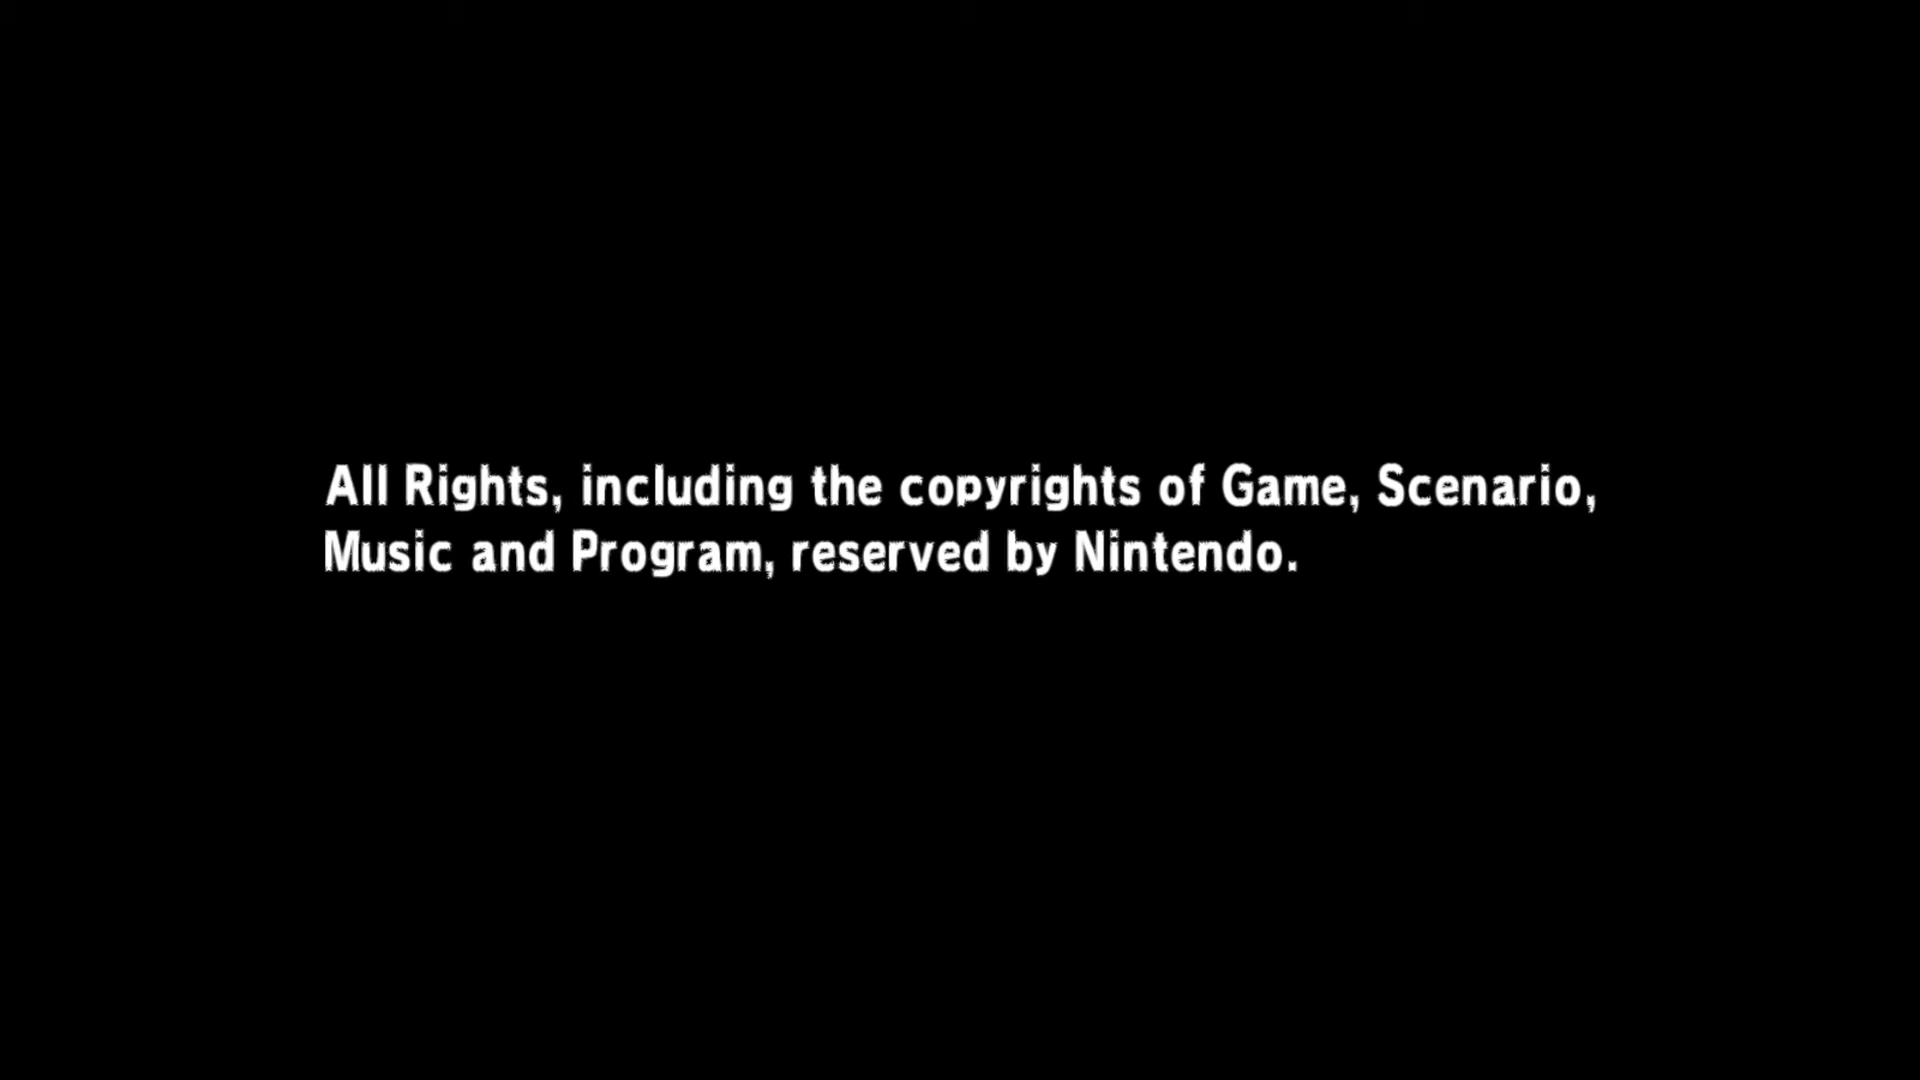 All Rights, including the copyrights of Game, Scenario,
Music and Program, reserved by Nintendo.